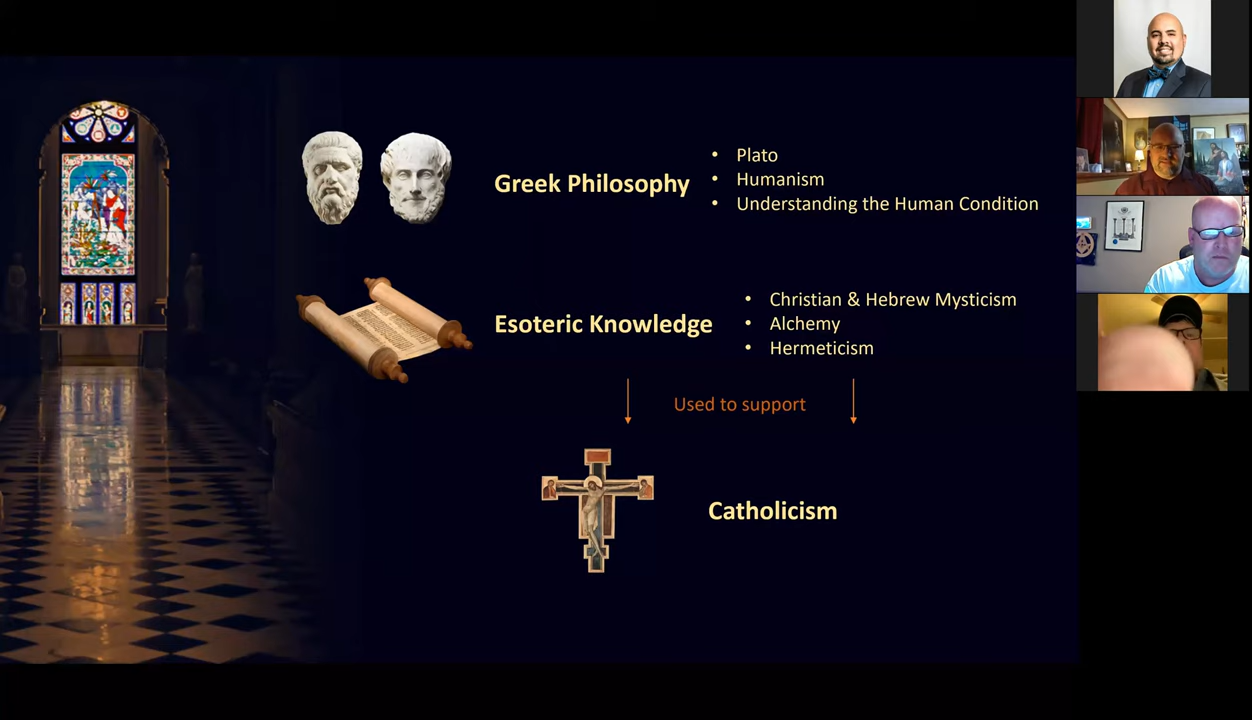 Greek Philosophy
• Plato
• Humanism
• Understanding the Human Condition
Esoteric Knowledge
• Christian & Hebrew Mysticism
• Alchemy
• Hermeticism
Used to support
Catholicism